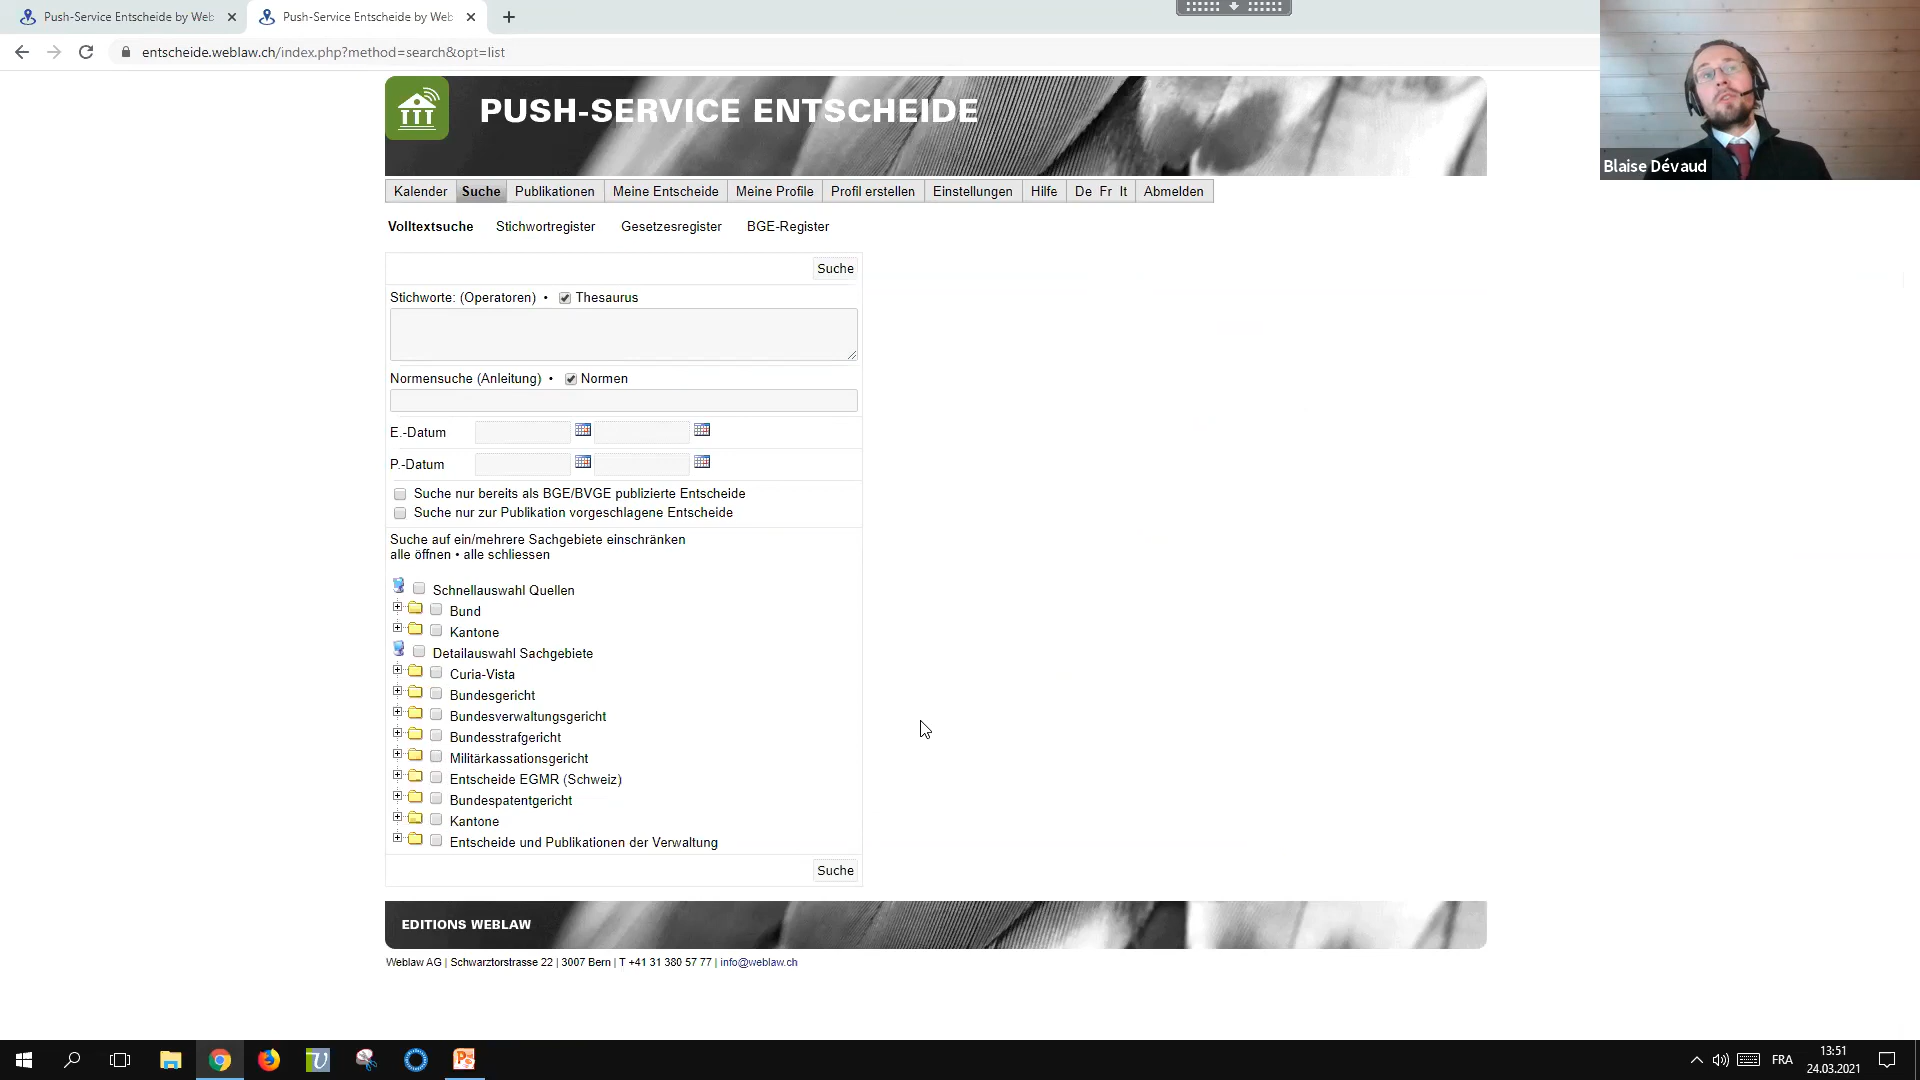 Push-Service Entscheide by Web
Push-Service Entscheide by Web
entscheide.weblaw.ch/index.php?method=search&opt=list
Blaise Dévaud
PUSH-SERVICE ENTSCHEIDE
Kalender Suche Publikationen Meine Entscheide Meine Profile Profil erstellen Einstellungen Hilfe De Fr It Abmelden
Volltextsuche Stichwortregister Gesetzesregister BGE-Register
Suche
Stichworte: (Operatoren) • Thesaurus
Normensuche (Anleitung) • Normen
E.-Datum
P.-Datum
Suche nur bereits als BGE/BVGE publizierte Entscheide
Suche nur zur Publikation vorgeschlagene Entscheide
Suche auf ein/mehrere Sachgebiete einschränken
alle öffnen • alle schliessen
Schnellauswahl Quellen
Bund
Kantone
Detailauswahl Sachgebiete
Curia-Vista
Bundesgericht
Bundesverwaltungsgericht
Bundesstrafgericht
Militärkassationsgericht
Entscheide EGMR (Schweiz)
Bundespatentgericht
Kantone
Entscheide und Publikationen der Verwaltung
Suche
EDITIONS WEBLAW
Weblaw AG | Schwarztorstrasse 22 | 3007 Bern | T +41 31 380 57 77 | info@weblaw.ch
FRA
13:51
24.03.2021